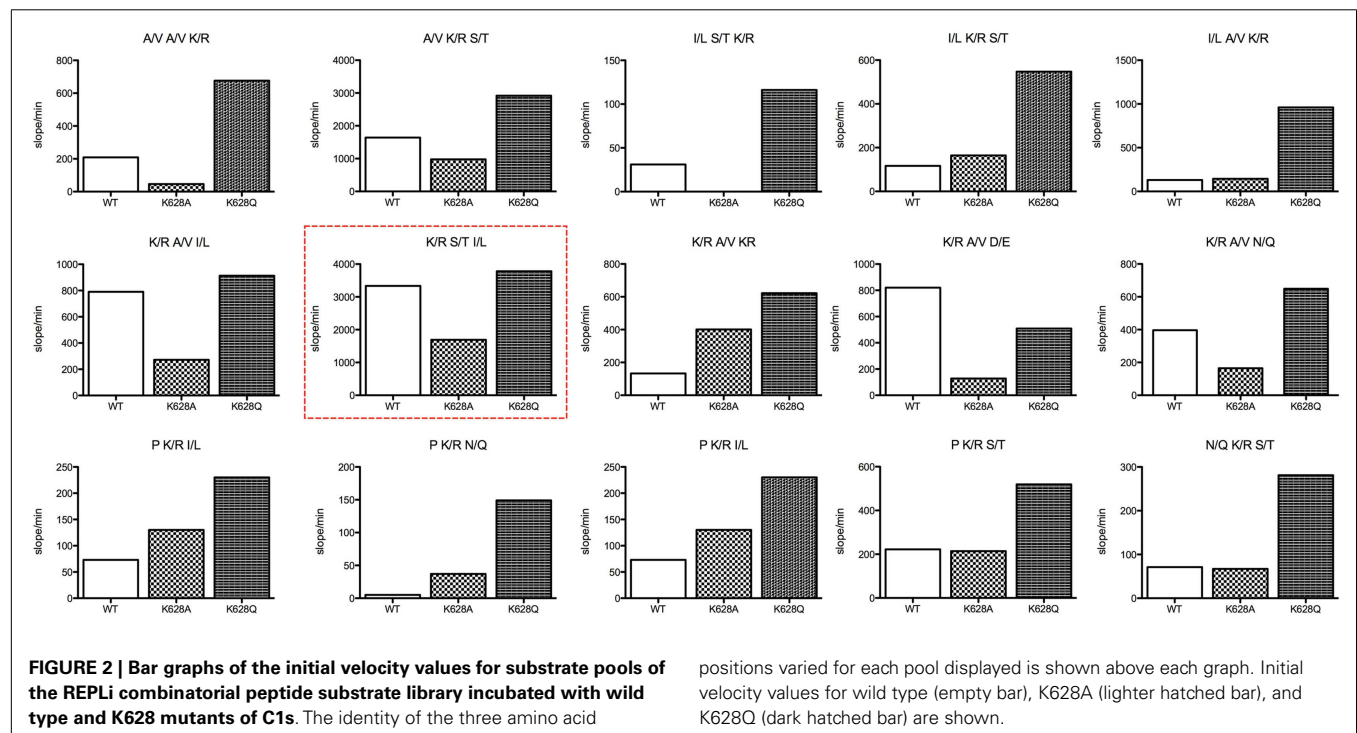 A/V A/V K/R
800
600
400
200
0
slope/min
WT K628A K628Q
A/V K/R S/T
4000
3000
2000
1000
0
slope/min
WT K628A K628Q
I/L S/T K/R
150
100
50
0
slope/min
WT K628A K628Q
I/L K/R S/T
600
400
200
0
slope/min
WT K628A K628Q
I/L A/V K/R
1500
1000
500
0
slope/min
WT K628A K628Q
K/R A/V I/L
1000
800
600
400
200
0
slope/min
WT K628A K628Q
K/R S/T I/L
4000
3000
2000
1000
0
slope/min
WT K628A K628Q
K/R A/V KR
800
600
400
200
0
slope/min
WT K628A K628Q
K/R A/V D/E
1000
800
600
400
200
0
slope/min
WT K628A K628Q
K/R A/V N/Q
800
600
400
200
0
slope/min
WT K628A K628Q
P K/R I/L
250
200
150
100
50
0
slope/min
WT K628A K628Q
P K/R N/Q
200
150
100
50
0
slope/min
WT K628A K628Q
P K/R I/L
250
200
150
100
50
0
slope/min
WT K628A K628Q
P K/R S/T
600
400
200
0
slope/min
WT K628A K628Q
N/Q K/R S/T
300
200
100
0
slope/min
WT K628A K628Q
FIGURE 2 | Bar graphs of the initial velocity values for substrate pools of
the REPLi combinatorial peptide substrate library incubated with wild
type and K628 mutants of C1s. The identity of the three amino acid
positions varied for each pool displayed is shown above each graph. Initial
velocity values for wild type (empty bar), K628A (lighter hatched bar), and
K628Q (dark hatched bar) are shown.